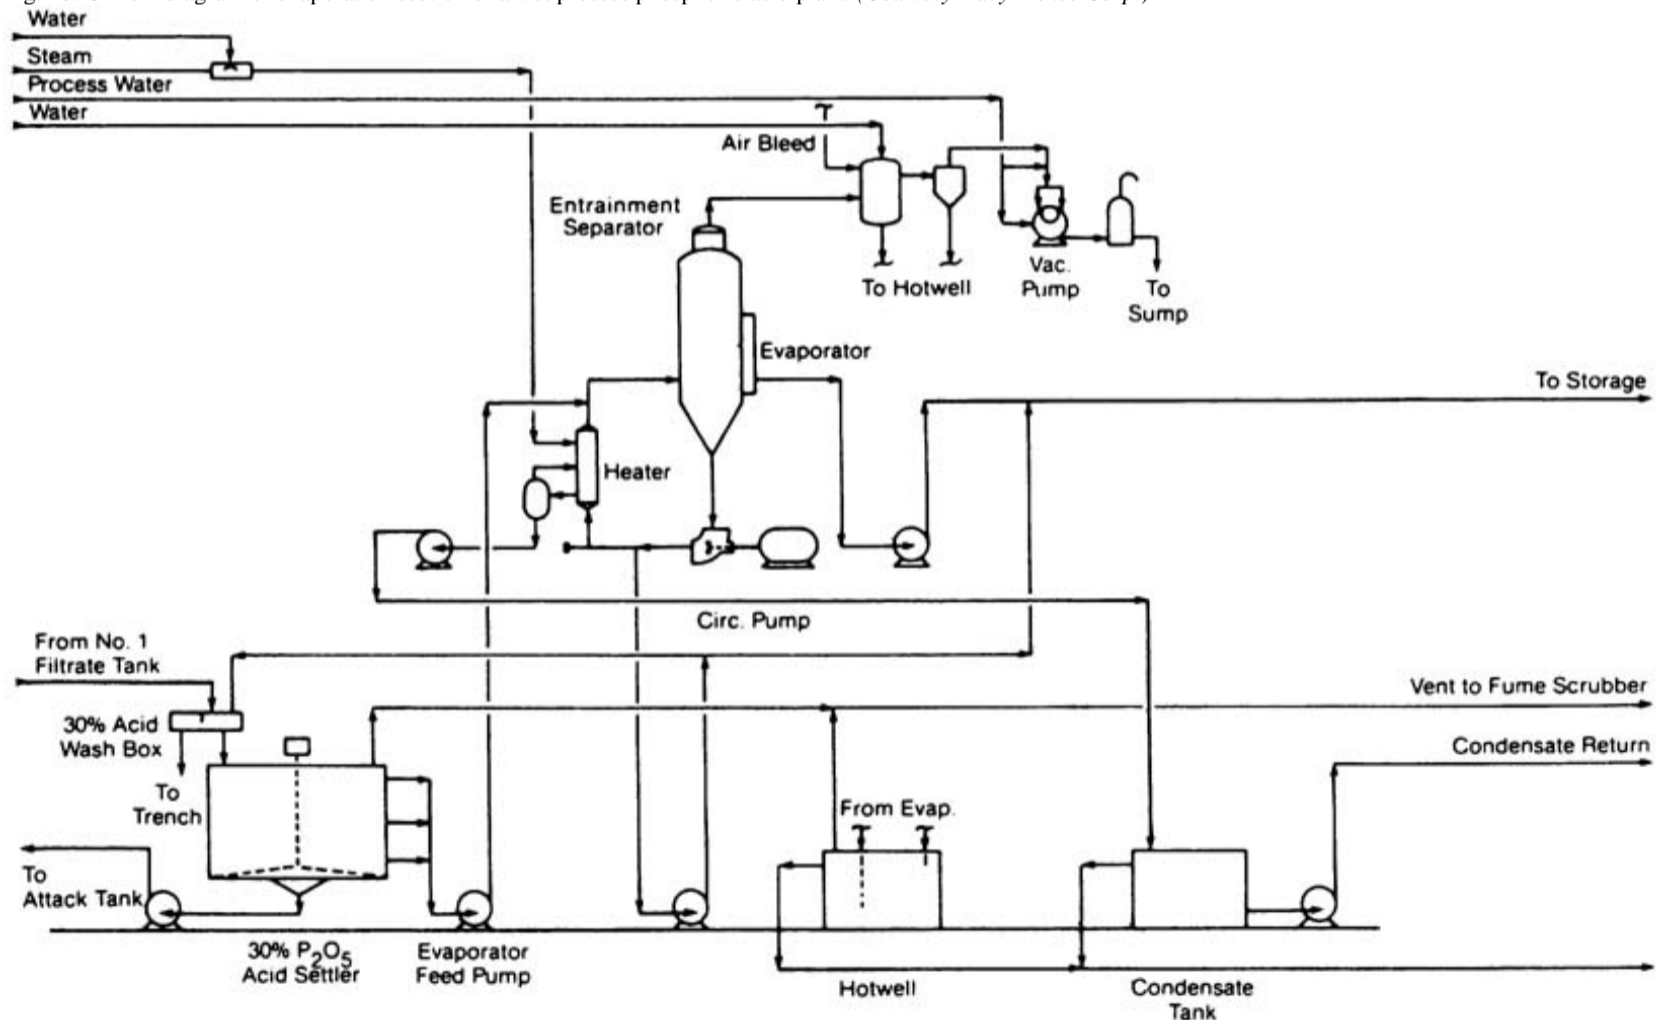 Water
Steam
Process Water
Water
Air Bleed
Entrainment
Separator
To Hotwell
Vac.
Pump
To
Sump
Evaporator
To Storage
Heater
Circ. Pump
From No. 1
Filtrate Tank
Vent to Fume Scrubber
30% Acid
Wash Box
Condensate Return
To
Trench
From Evap.
To
Attack Tank
30% P2O5
Acid Settler
Evaporator
Feed Pump
Hotwell
Condensate
Tank